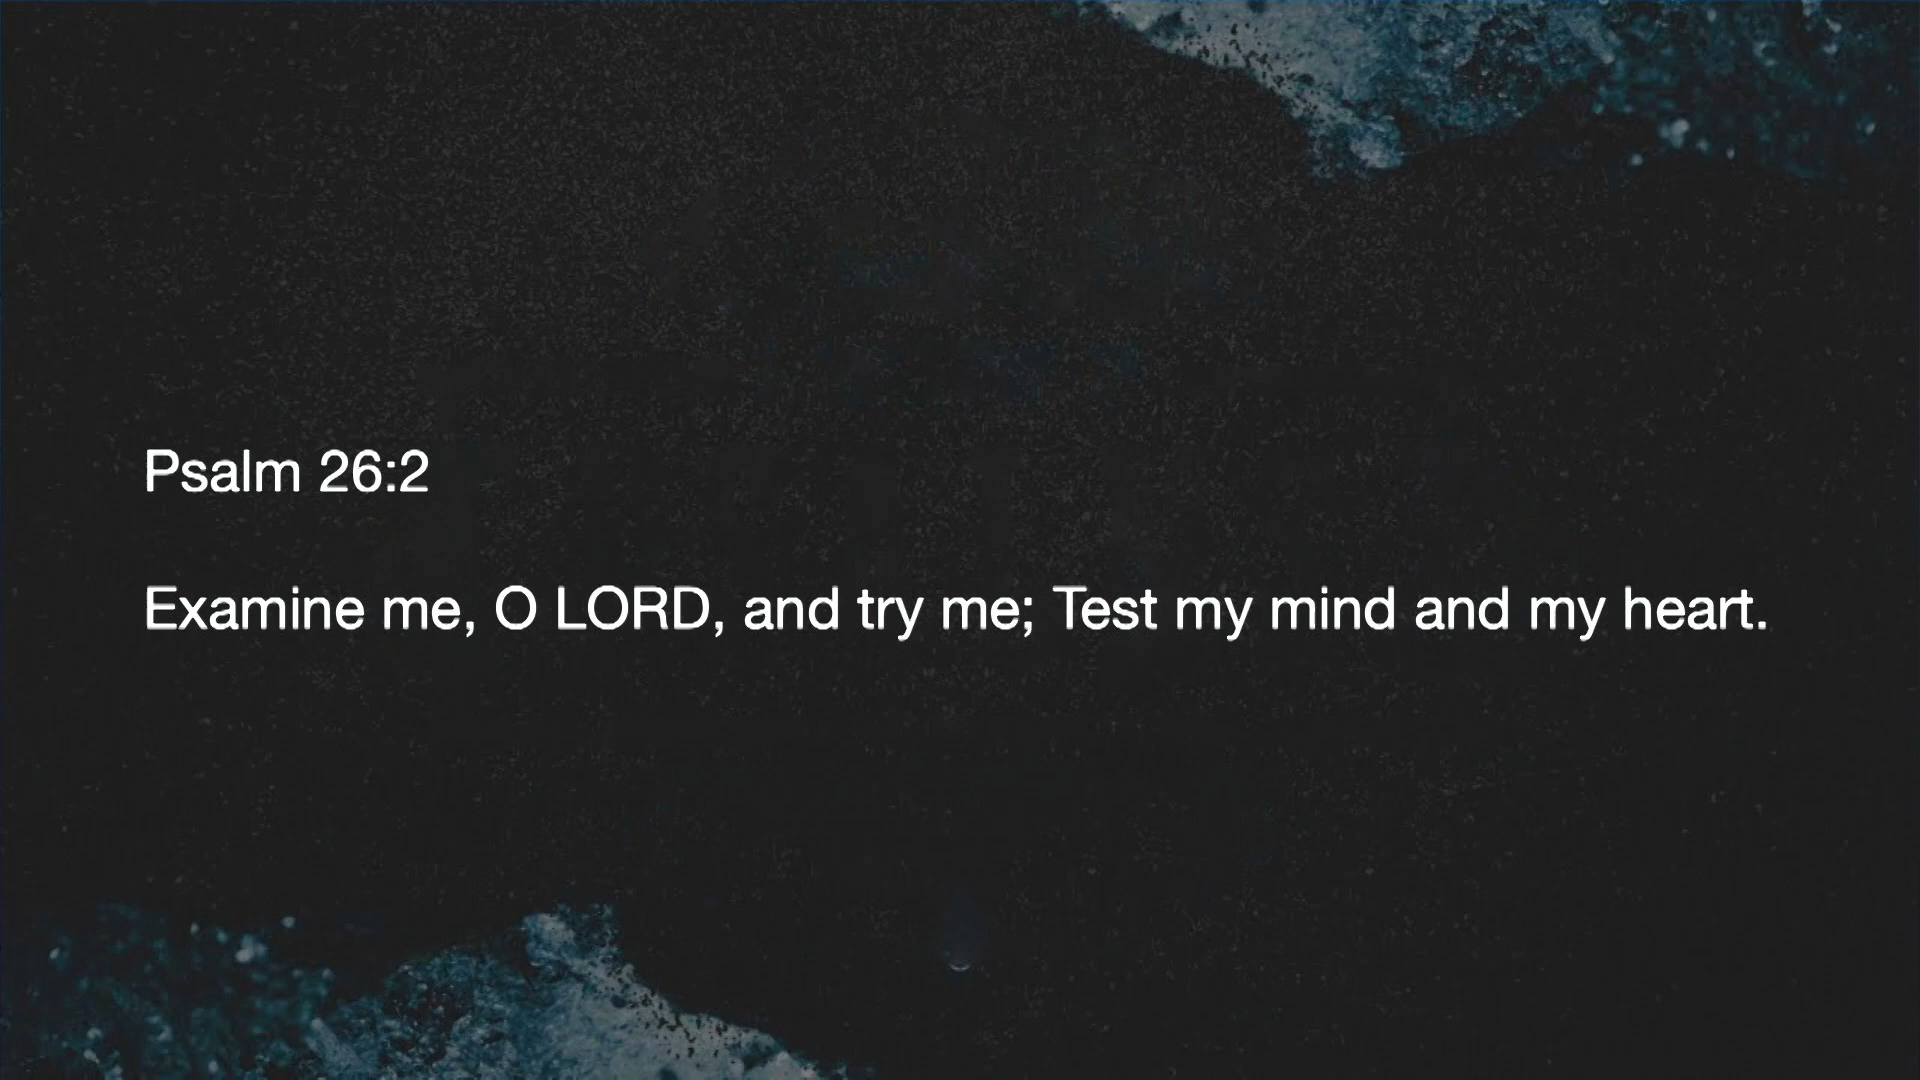 Psalm 26:2
Examine me, O LORD, and try me; Test my mind and my heart.